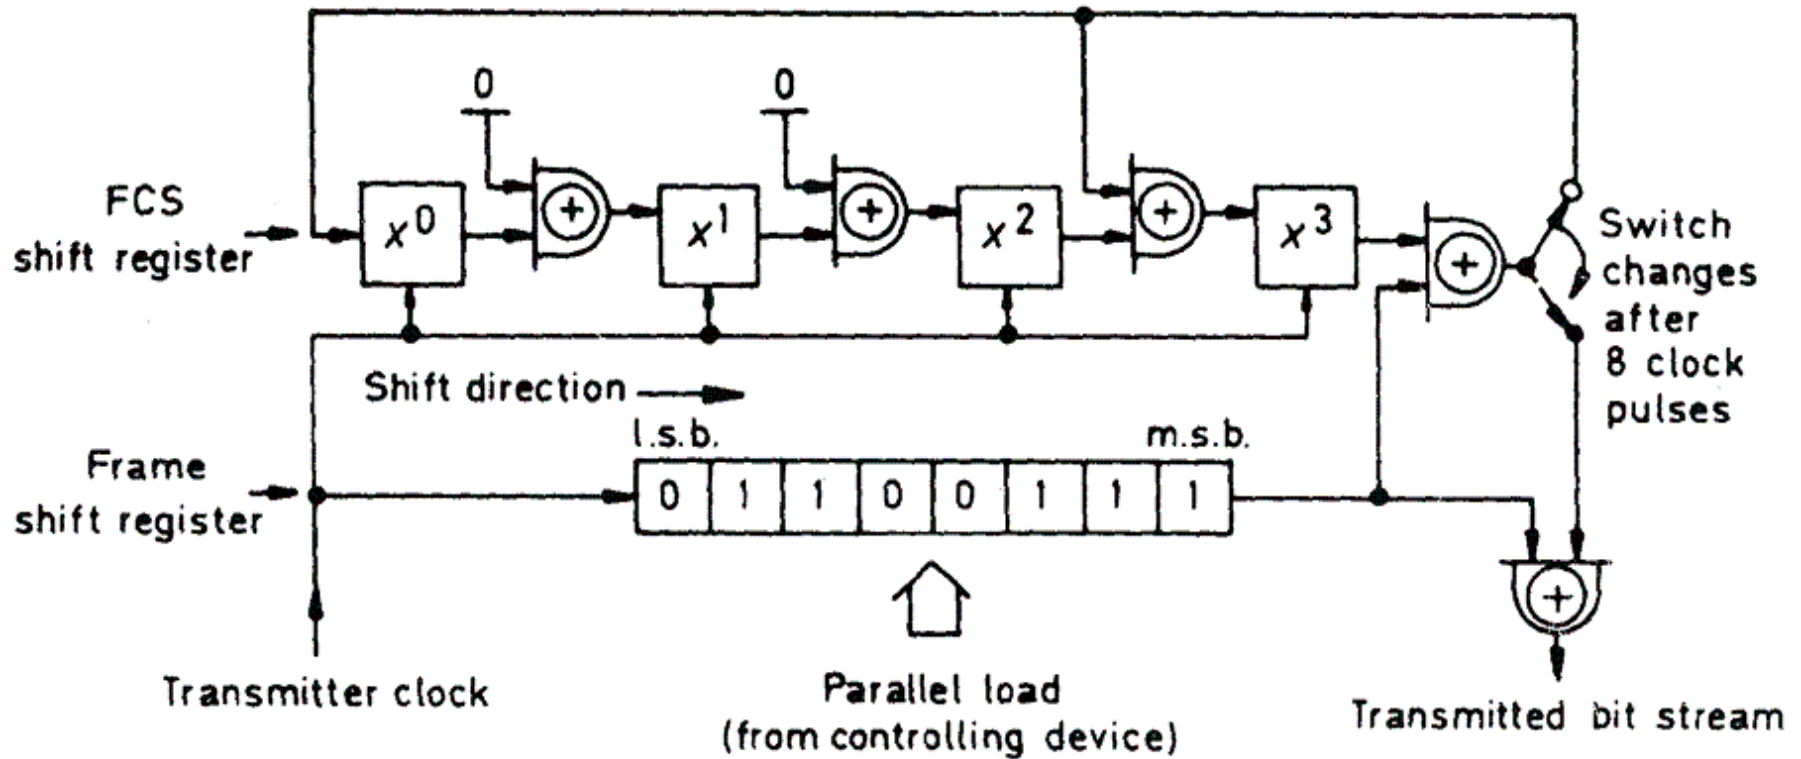 0
0
FCS
shift register
x⁰
x¹
x²
x³
Switch
changes
after
8 clock
pulses
Shift direction
l.s.b. m.s.b.
Frame
shift register
0 1 1 0 0 1 1 1
Transmitter clock
Parallel load
(from controlling device)
Transmitted bit stream